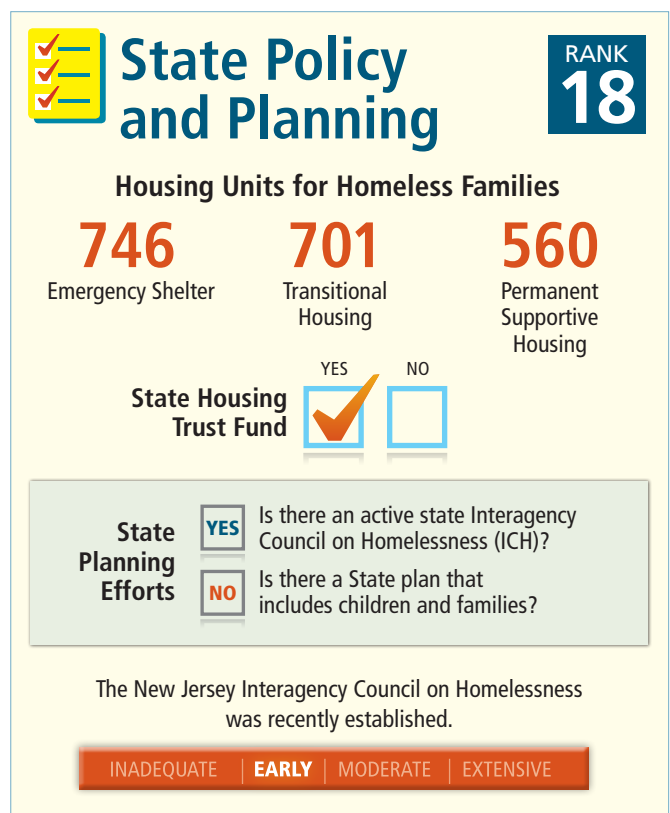 State Policy
and Planning
RANK
18
Housing Units for Homeless Families
746
Emergency Shelter
701
Transitional
Housing
560
Permanent
Supportive
Housing
YES NO
State Housing
Trust Fund
State
Planning
Efforts
YES
Is there an active state Interagency
Council on Homelessness (ICH)?
NO
Is there a State plan that
includes children and families?
The New Jersey Interagency Council on Homelessness
was recently established.
INADEQUATE | EARLY | MODERATE | EXTENSIVE